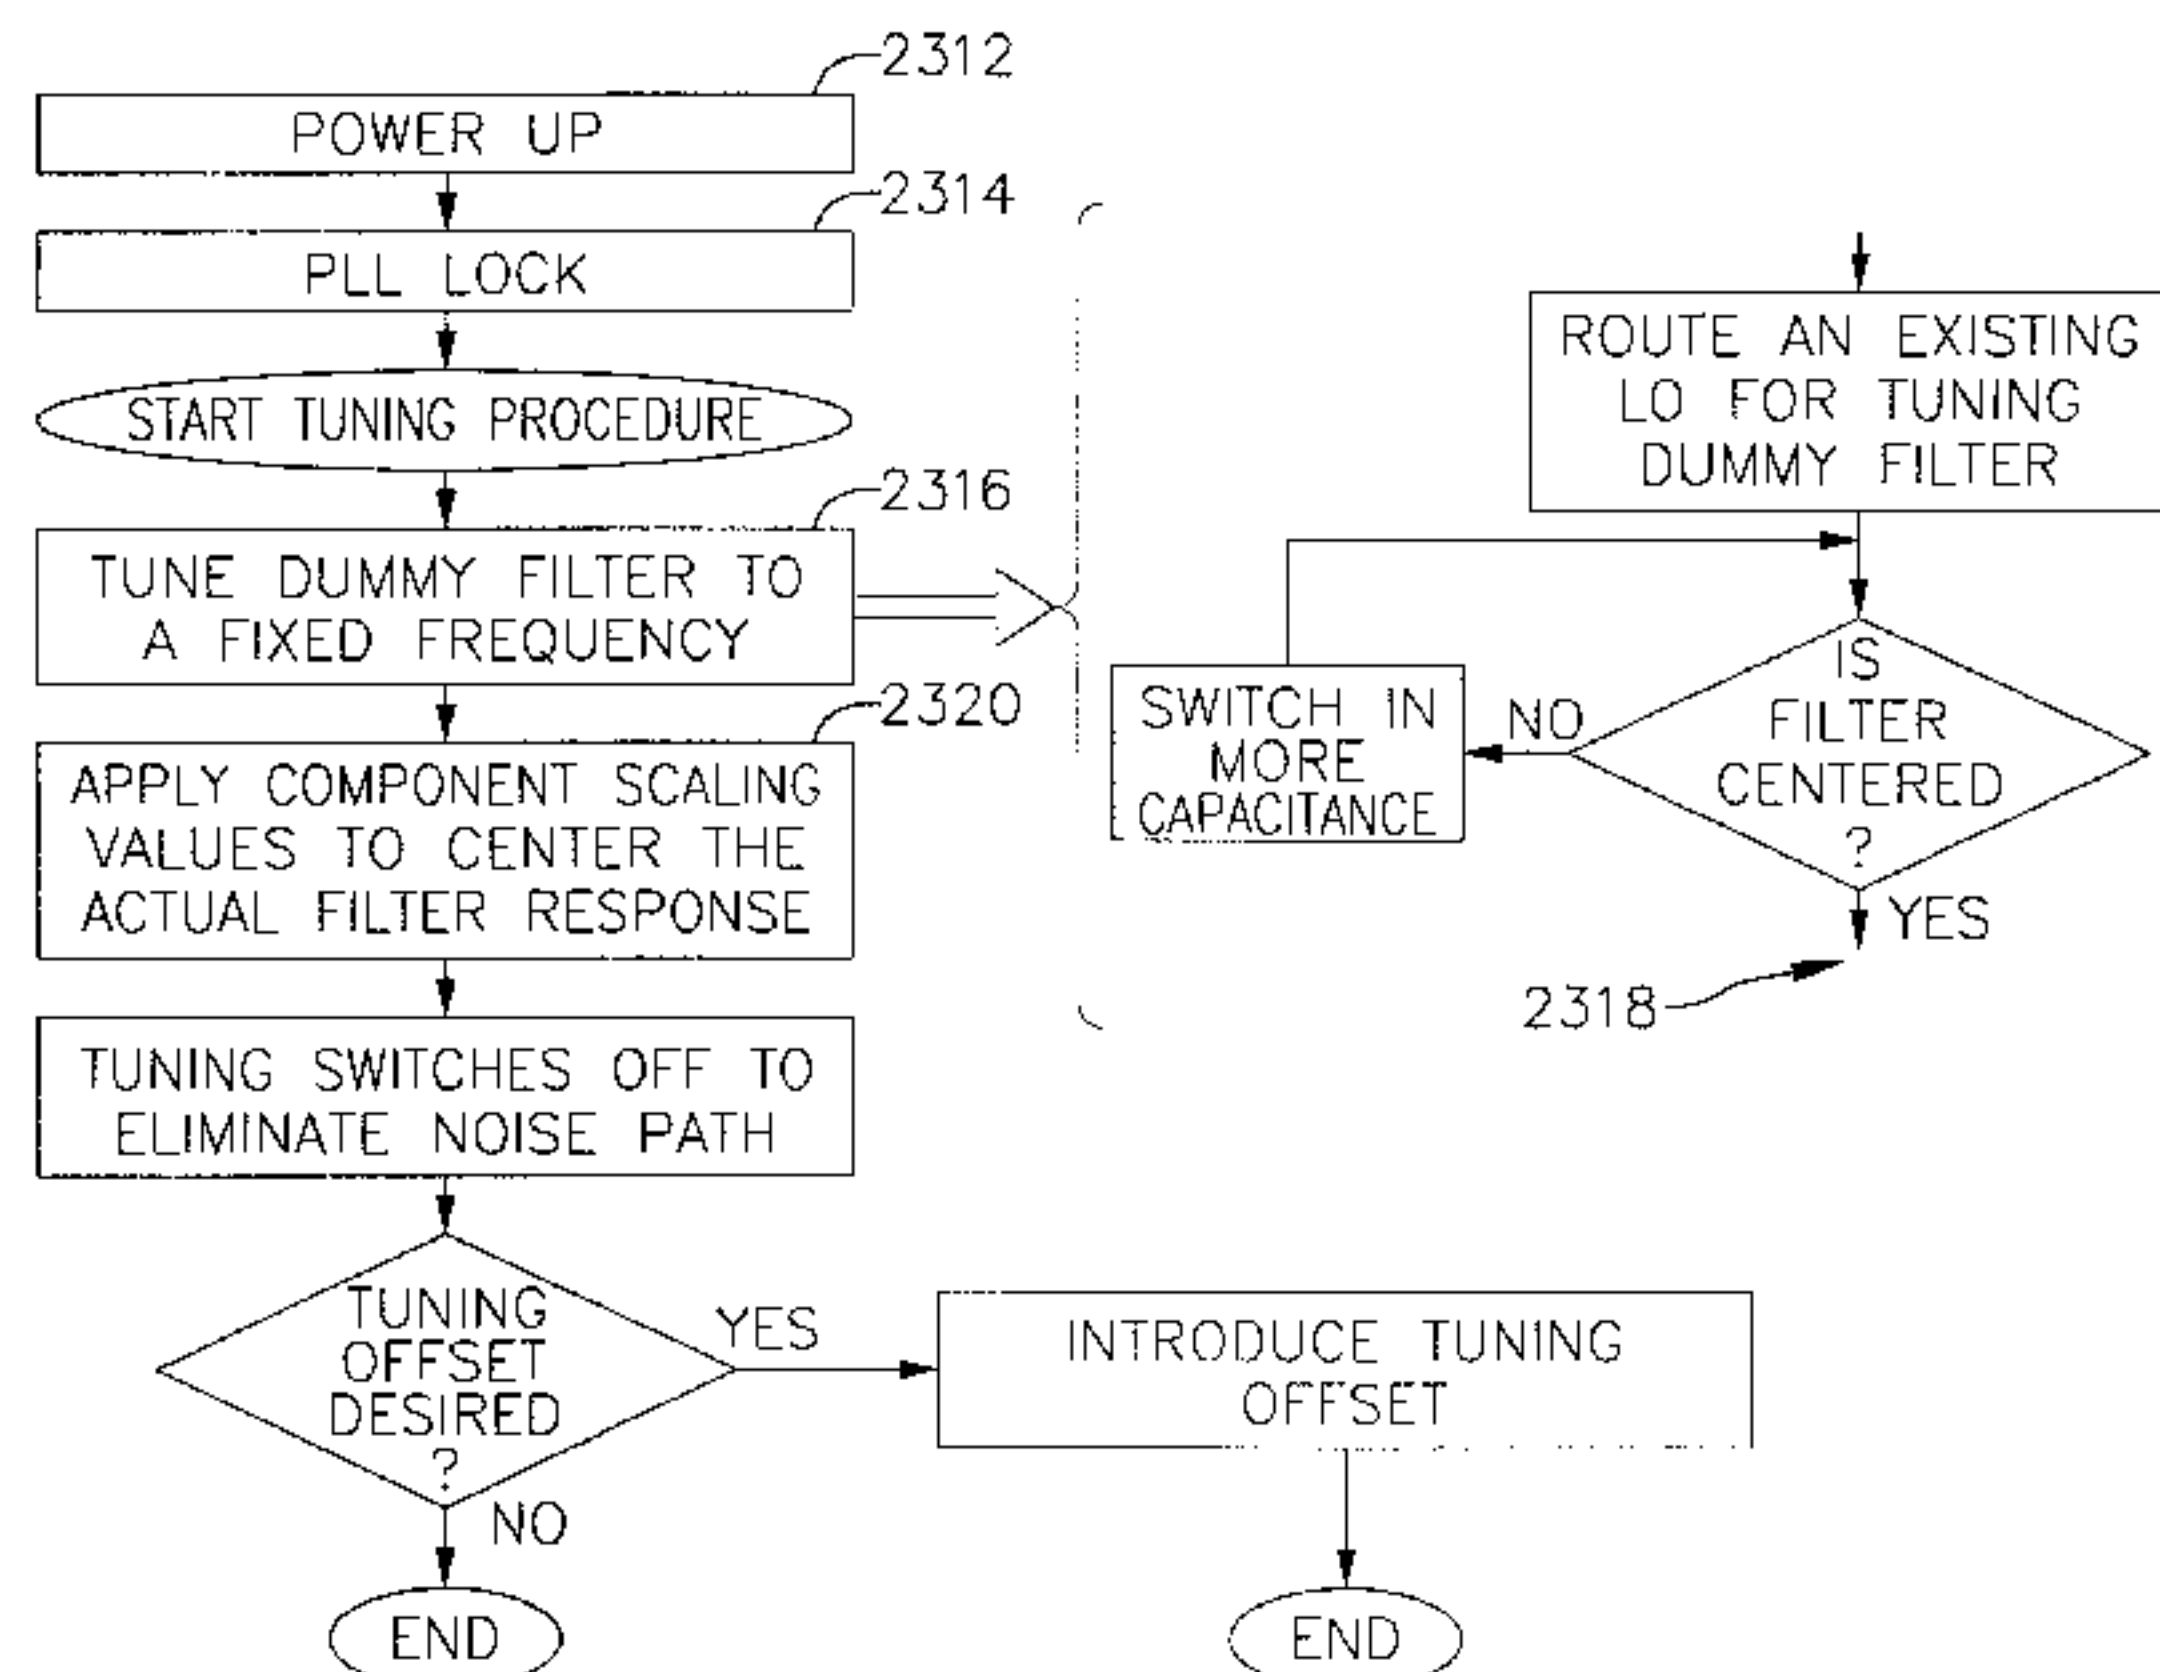 2312
POWER UP
2314
PLL LOCK
START TUNING PROCEDURE
2316
TUNE DUMMY FILTER TO
A FIXED FREQUENCY
2320
APPLY COMPONENT SCALING
VALUES TO CENTER THE
ACTUAL FILTER RESPONSE
TUNING SWITCHES OFF TO
ELIMINATE NOISE PATH
TUNING
OFFSET
DESIRED
?
YES
NO
END
INTRODUCE TUNING
OFFSET
END
ROUTE AN EXISTING
LO FOR TUNING
DUMMY FILTER
IS
FILTER
CENTERED
?
NO
SWITCH IN
MORE
CAPACITANCE
YES
2318